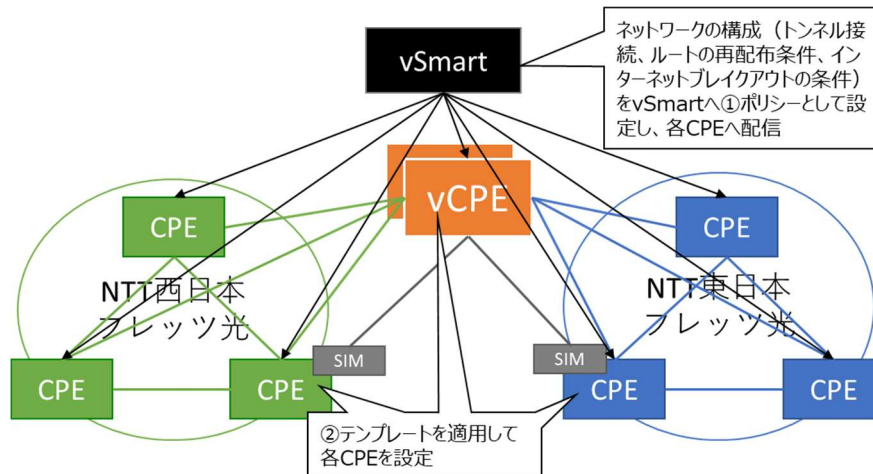 vSmart
ネットワークの構成（トンネル接
続、ルートの再配布条件、イン
ターネットブレイクアウトの条件）
をvSmartへ①ポリシーとして設
定し、各CPEへ配信
vCPE
CPE
CPE
NTT西日本
フレッツ光
NTT東日本
フレッツ光
SIM
SIM
CPE
CPE
CPE
CPE
②テンプレートを適用して
各CPEを設定